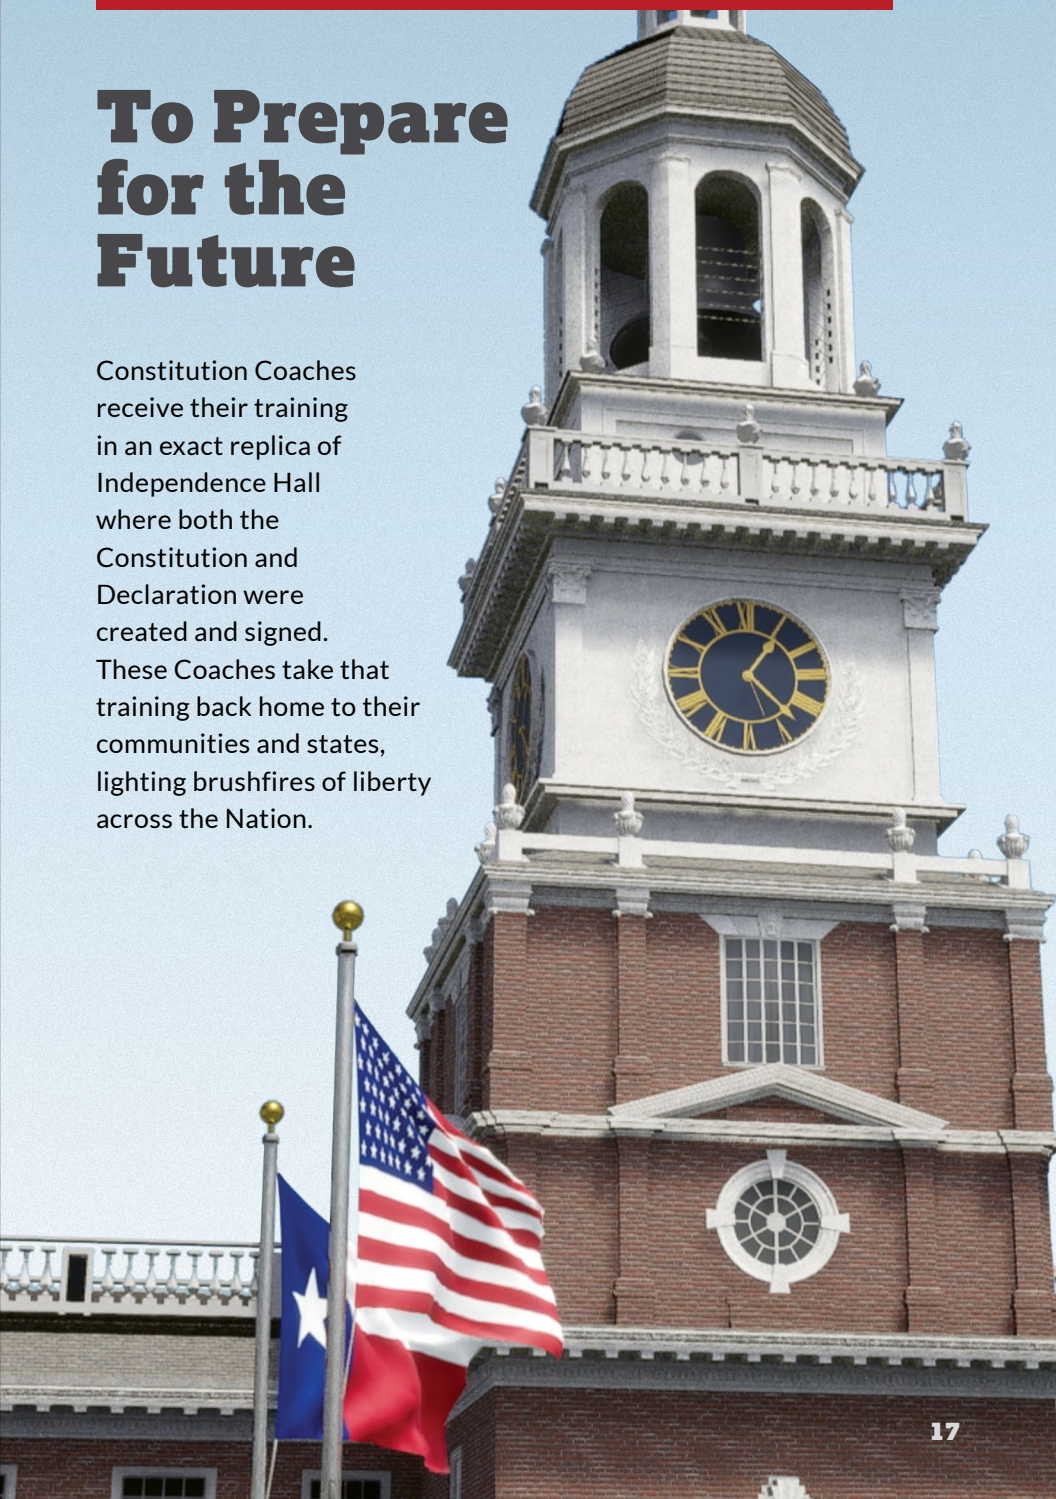 To Prepare
for the
Future
Constitution Coaches
receive their training
in an exact replica of
Independence Hall
where both the
Constitution and
Declaration were
created and signed.
These Coaches take that
training back home to their
communities and states,
lighting brushfires of liberty
across the Nation.
17